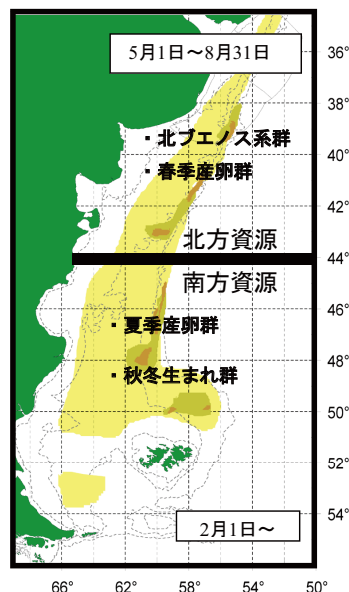 5月1日～8月31日
36°
38°
・北ブエノス系群
40°
・春季産卵群
42°
北方資源
44°
南方資源
46°
・夏季産卵群
48°
・秋冬生まれ群
50°
52°
2月1日～
54°
66° 62° 58° 54° 50°